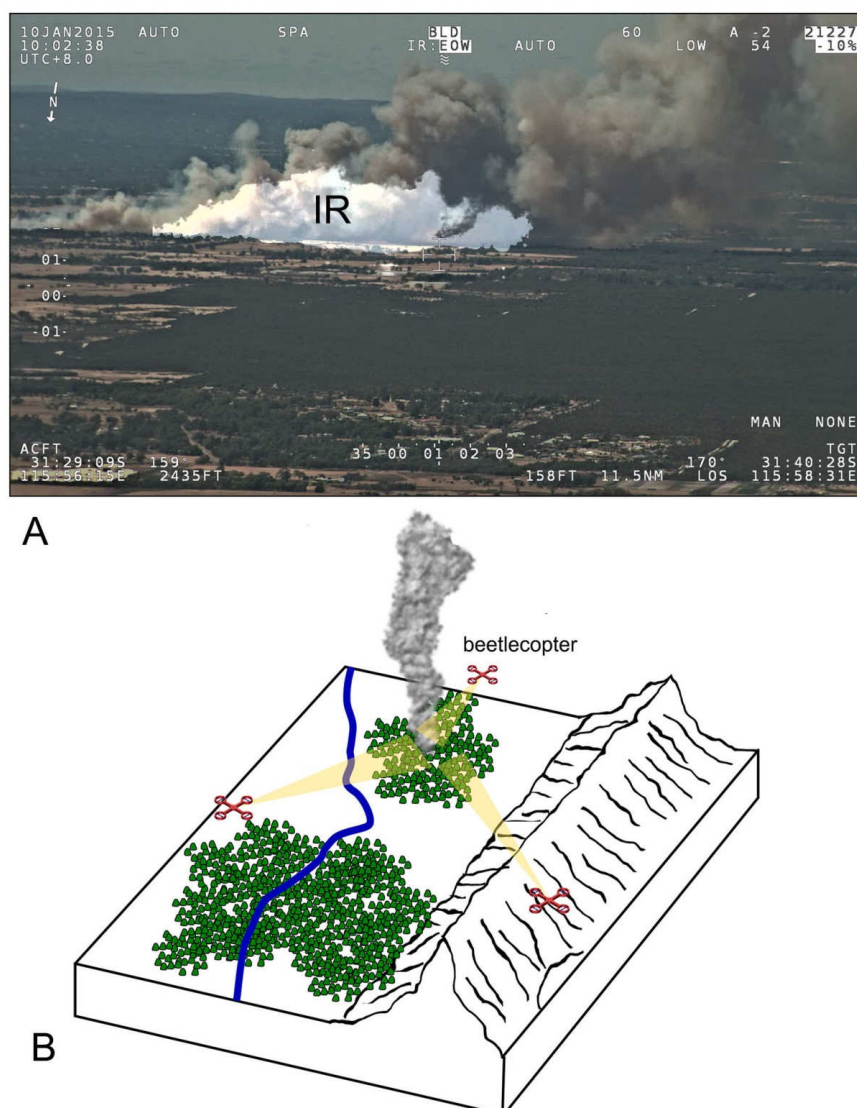 10JAN2015 AUTO SPA BLD 60 A -2 21227
10:02:38 IR:EOW AUTO LOW 54 -10%
UTC+8.0
N
IR
01
00
-01
MAN NONE
ACFT 35 00 01 02 03 TGT
31:29:09S 159° 170° 31:40:28S
115:56:15E 2435FT 158FT 11.5NM LOS 115:58:31E
A
beetlecopter
B